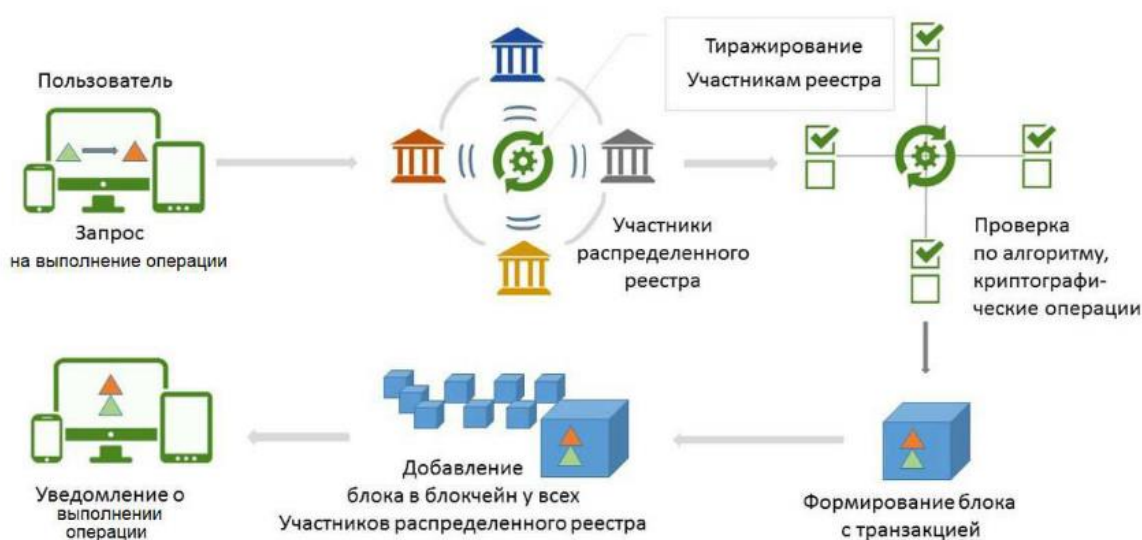 Пользователь
Запрос
на выполнение операции
Участники
распределенного
реестра
Тиражирование
Участникам реестра
Проверка
по алгоритму,
криптографи-
ческие операции
Формирование блока
с транзакцией
Добавление
блока в блокчейн у всех
Участников распределенного реестра
Уведомление о
выполнении
операции